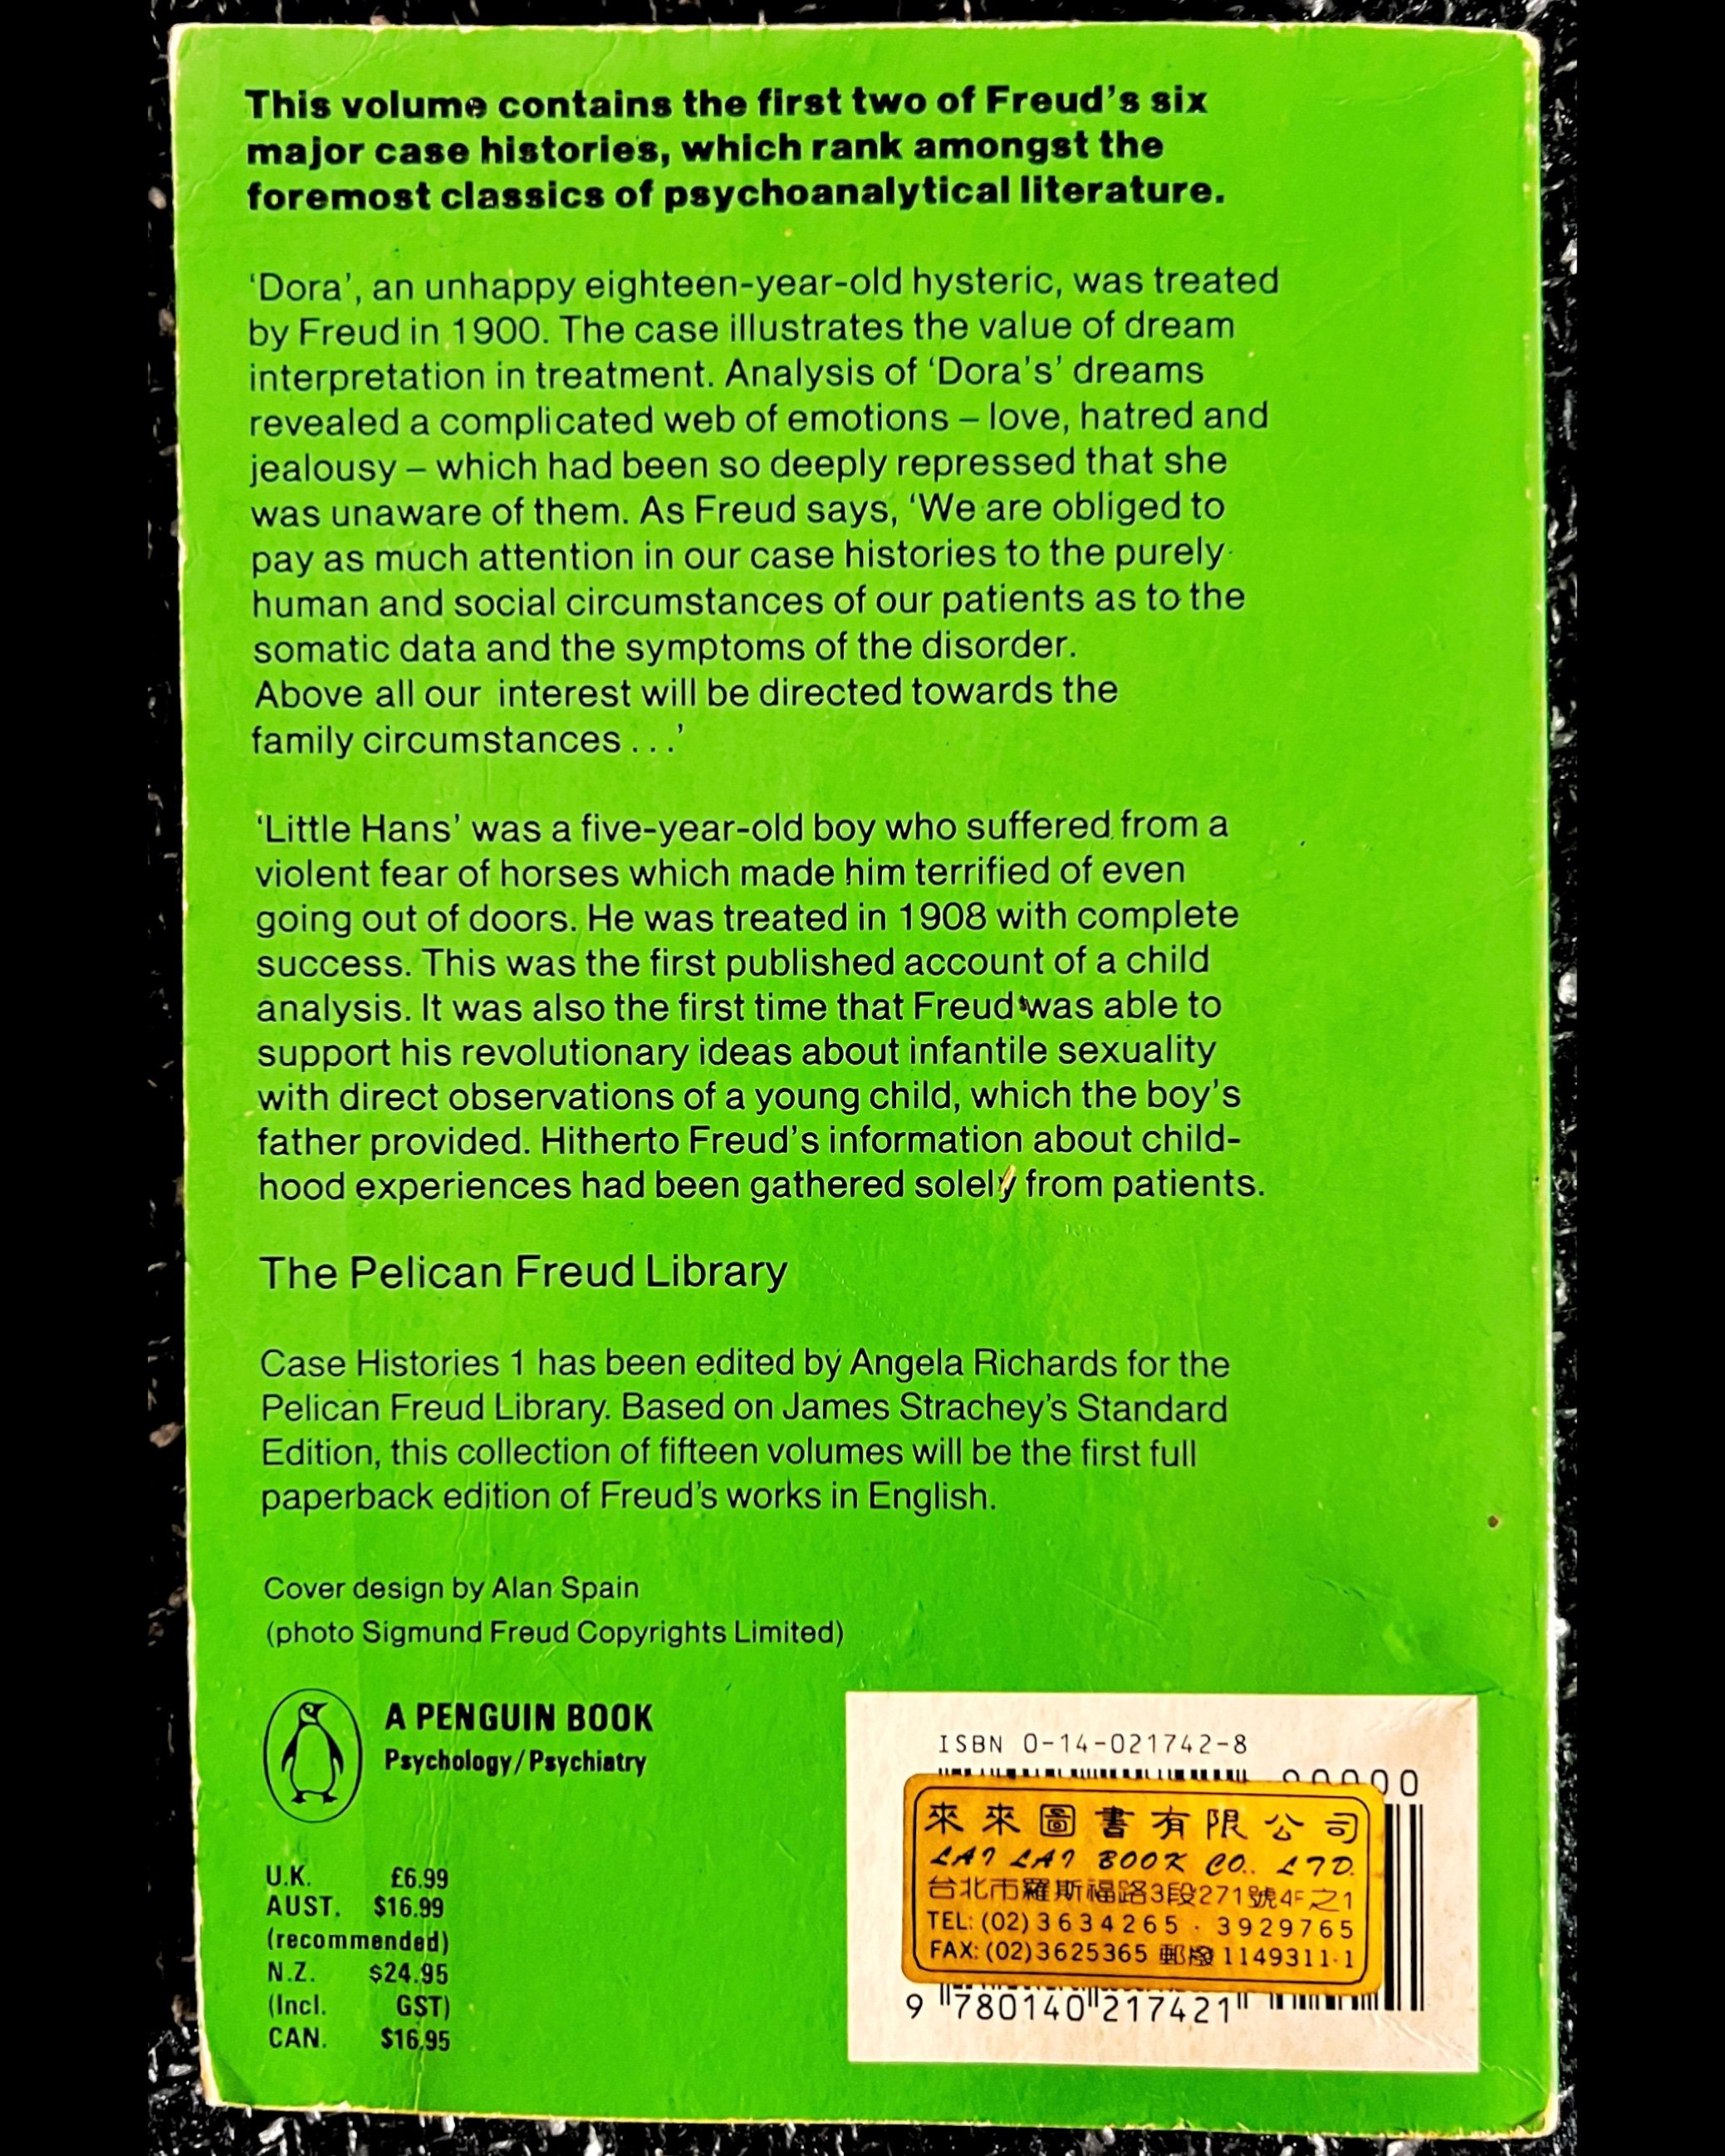 This volume contains the first two of Freud's six
major case histories, which rank amongst the
foremost classics of psychoanalytical literature.
‘Dora’, an unhappy eighteen-year-old hysteric, was treated
by Freud in 1900. The case illustrates the value of dream
interpretation in treatment. Analysis of ‘Dora's’ dreams
revealed a complicated web of emotions – love, hatred and
jealousy – which had been so deeply repressed that she
was unaware of them. As Freud says, ‘We are obliged to
pay as much attention in our case histories to the purely
human and social circumstances of our patients as to the
somatic data and the symptoms of the disorder.
Above all our interest will be directed towards the
family circumstances . . .’
‘Little Hans’ was a five-year-old boy who suffered from a
violent fear of horses which made him terrified of even
going out of doors. He was treated in 1908 with complete
success. This was the first published account of a child
analysis. It was also the first time that Freud was able to
support his revolutionary ideas about infantile sexuality
with direct observations of a young child, which the boy's
father provided. Hitherto Freud's information about child-
hood experiences had been gathered solely from patients.
The Pelican Freud Library
Case Histories 1 has been edited by Angela Richards for the
Pelican Freud Library. Based on James Strachey's Standard
Edition, this collection of fifteen volumes will be the first full
paperback edition of Freud's works in English.
Cover design by Alan Spain
(photo Sigmund Freud Copyrights Limited)
A PENGUIN BOOK
Psychology/Psychiatry
U.K. £6.99
AUST. $16.99
(recommended)
N.Z. $24.95
(Incl. GST)
CAN. $16.95
ISBN 0-14-021742-8
90000
來來圖書有限公司
LAI LAI BOOK CO., LTD.
台北市羅斯福路3段271號4F之1
TEL: (02) 3634265 · 3929765
FAX: (02)3625365 郵撥 1149311-1
9 780140 217421